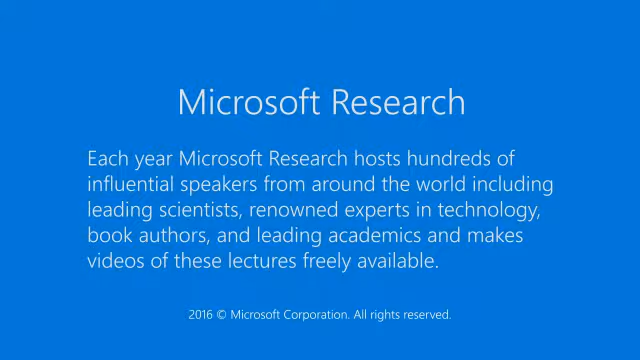 Microsoft Research
Each year Microsoft Research hosts hundreds of
influential speakers from around the world including
leading scientists, renowned experts in technology,
book authors, and leading academics and makes
videos of these lectures freely available.
2016 © Microsoft Corporation. All rights reserved.